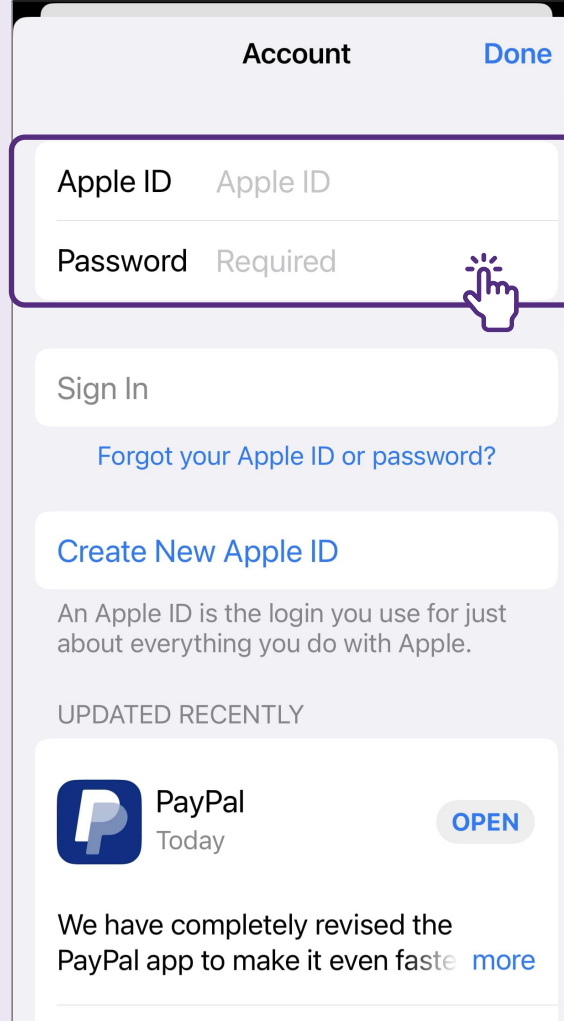 Account Done
Apple ID Apple ID
Password Required
Sign In
Forgot your Apple ID or password?
Create New Apple ID
An Apple ID is the login you use for just
about everything you do with Apple.
UPDATED RECENTLY
PayPal
Today
OPEN
We have completely revised the
PayPal app to make it even faste more